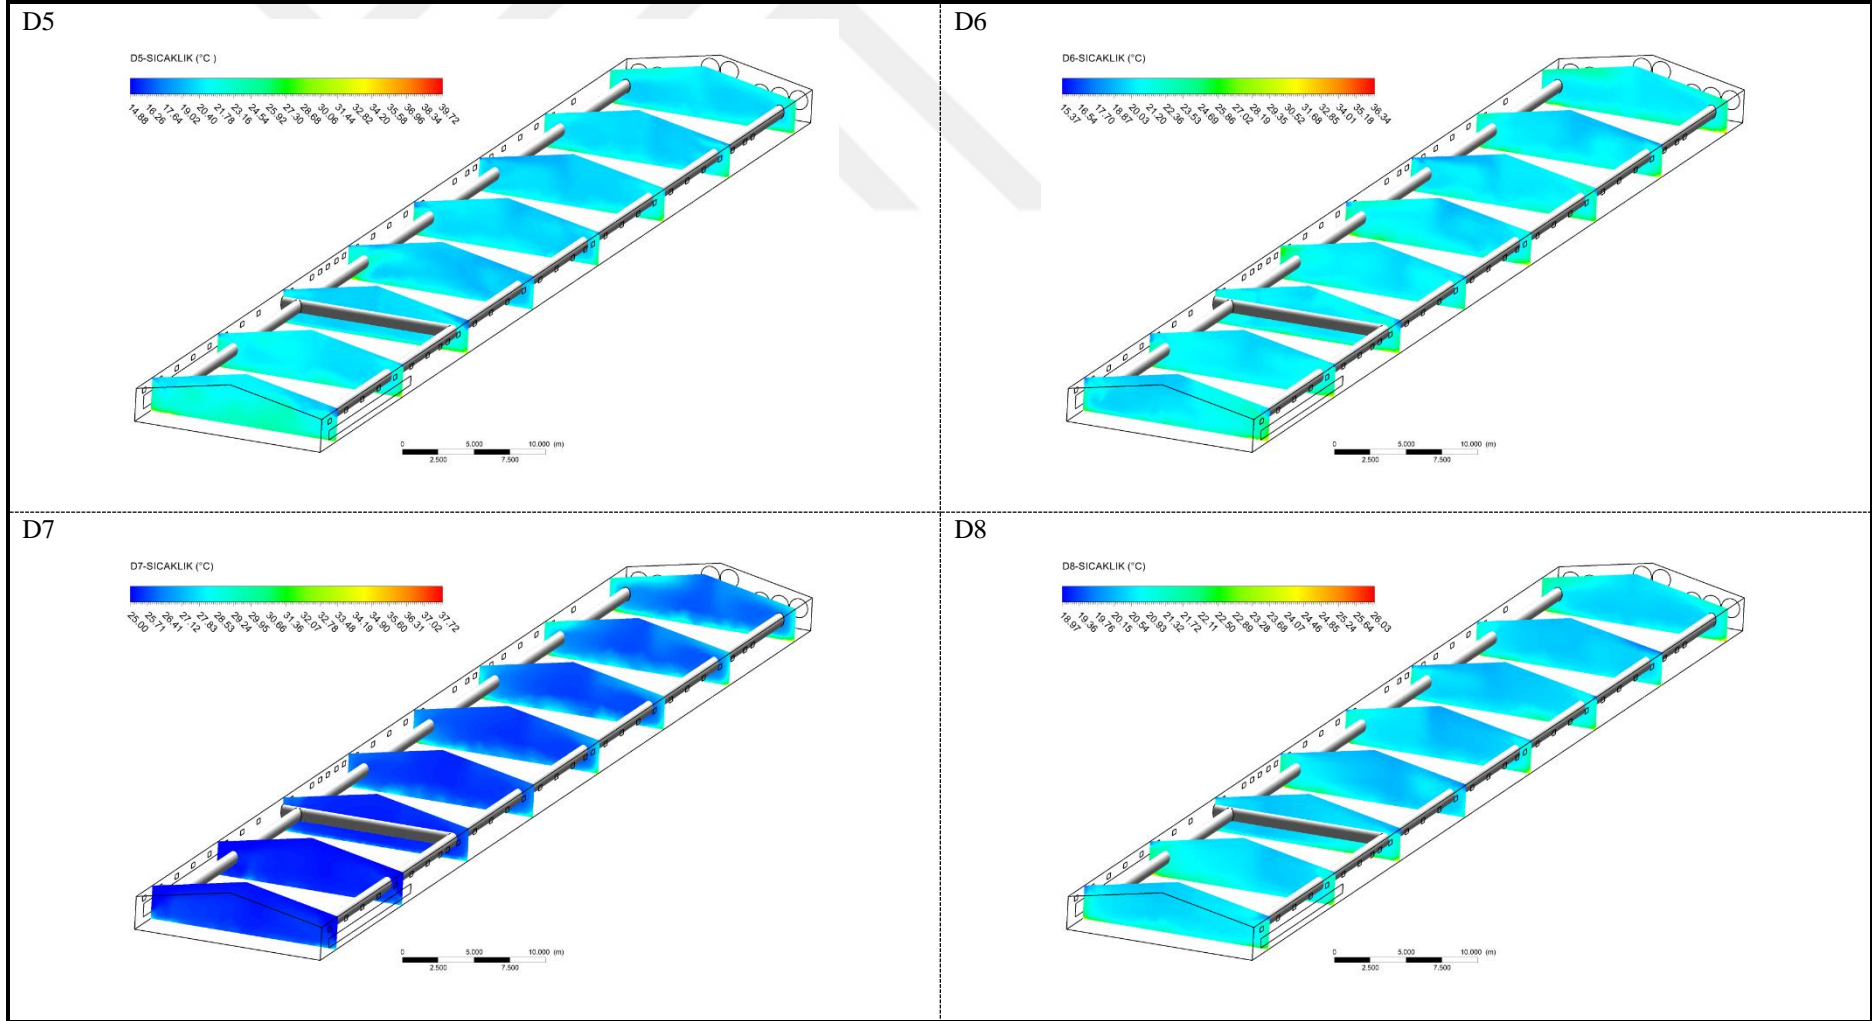 D5
D5-SICAKLIK (°C )
14.88 16.26 17.64 19.02 20.40 21.78 23.16 24.54 25.92 27.30 28.68 30.06 31.44 32.82 34.20 35.58 36.96 38.34 39.72
0 5.000 10.000 (m)
2.500 7.500
D6
D6-SICAKLIK (°C)
15.37 16.54 17.70 18.87 20.03 21.20 22.36 23.53 24.69 25.86 27.02 28.19 29.35 30.52 31.68 32.85 34.01 35.18 36.34
0 5.000 10.000 (m)
2.500 7.500
D7
D7-SICAKLIK (°C)
25.00 25.71 26.41 27.12 27.83 28.53 29.24 29.95 30.66 31.36 32.07 32.78 33.48 34.19 34.90 35.60 36.31 37.02 37.72
0 5.000 10.000 (m)
2.500 7.500
D8
D8-SICAKLIK (°C)
18.97 19.36 19.76 20.15 20.54 20.93 21.32 21.72 22.11 22.50 22.89 23.28 23.68 24.07 24.46 24.85 25.24 25.64 26.03
0 5.000 10.000 (m)
2.500 7.500